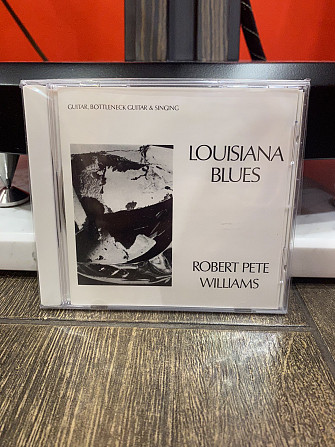 GUITAR, BOTTLENECK GUITAR & SINGING
LOUISIANA
BLUES
ROBERT PETE
WILLIAMS